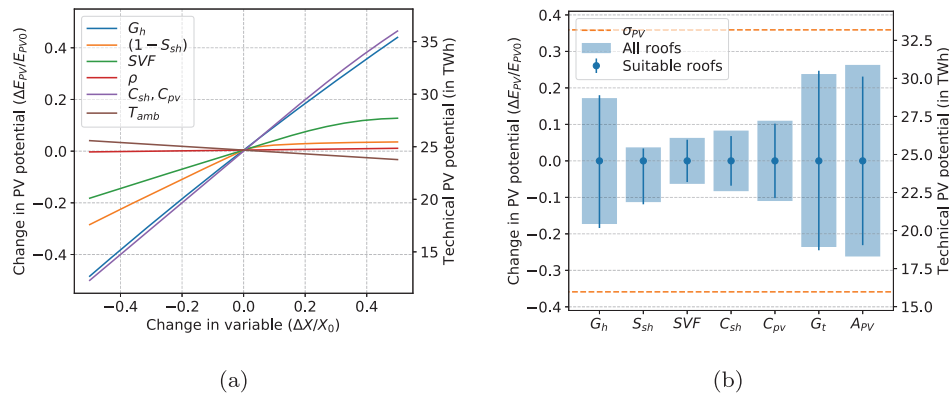 G_h
(1 − S_sh)
SVF
ρ
C_sh, C_pv
T_amb
0.4
0.2
0.0
−0.2
−0.4
Change in PV potential (ΔE_PV/E_PV0)
35
30
25
20
15
Technical PV potential (in TWh)
−0.4 −0.2 0.0 0.2 0.4
Change in variable (ΔX/X_0)
(a)
σ_PV
All roofs
Suitable roofs
0.4
0.3
0.2
0.1
0.0
−0.1
−0.2
−0.3
−0.4
Change in PV potential (ΔE_PV/E_PV0)
32.5
30.0
27.5
25.0
22.5
20.0
17.5
15.0
Technical PV potential (in TWh)
G_h S_sh SVF C_sh C_pv G_t A_PV
(b)